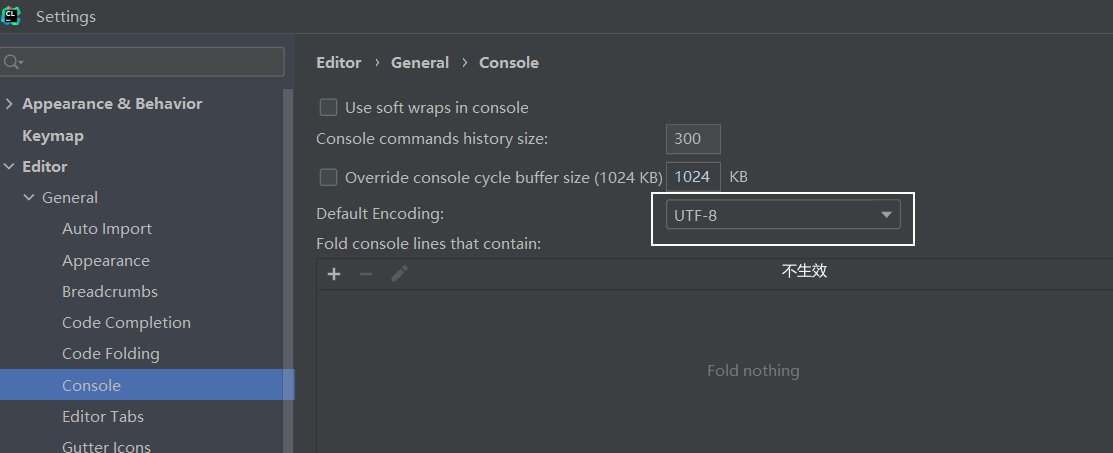 CL
Settings
Editor › General › Console
Appearance & Behavior
Keymap
Editor
General
Auto Import
Appearance
Breadcrumbs
Code Completion
Code Folding
Console
Editor Tabs
Gutter Icons
Use soft wraps in console
Console commands history size: 300
Override console cycle buffer size (1024 KB) 1024 KB
Default Encoding: UTF-8
Fold console lines that contain:
不生效
Fold nothing